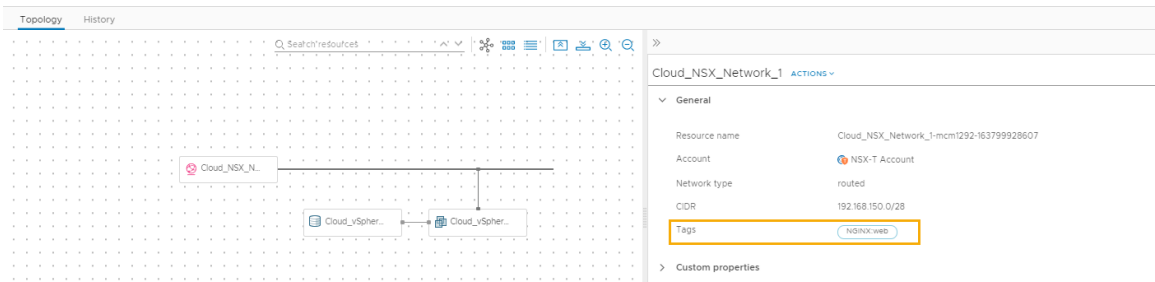 Topology History
Search resources
Cloud_NSX_N...
Cloud_vSpher...
Cloud_vSpher...
Cloud_NSX_Network_1 ACTIONS
General
Resource name Cloud_NSX_Network_1-mcm1292-163799928607
Account NSX-T Account
Network type routed
CIDR 192.168.150.0/28
Tags NGINX:web
Custom properties